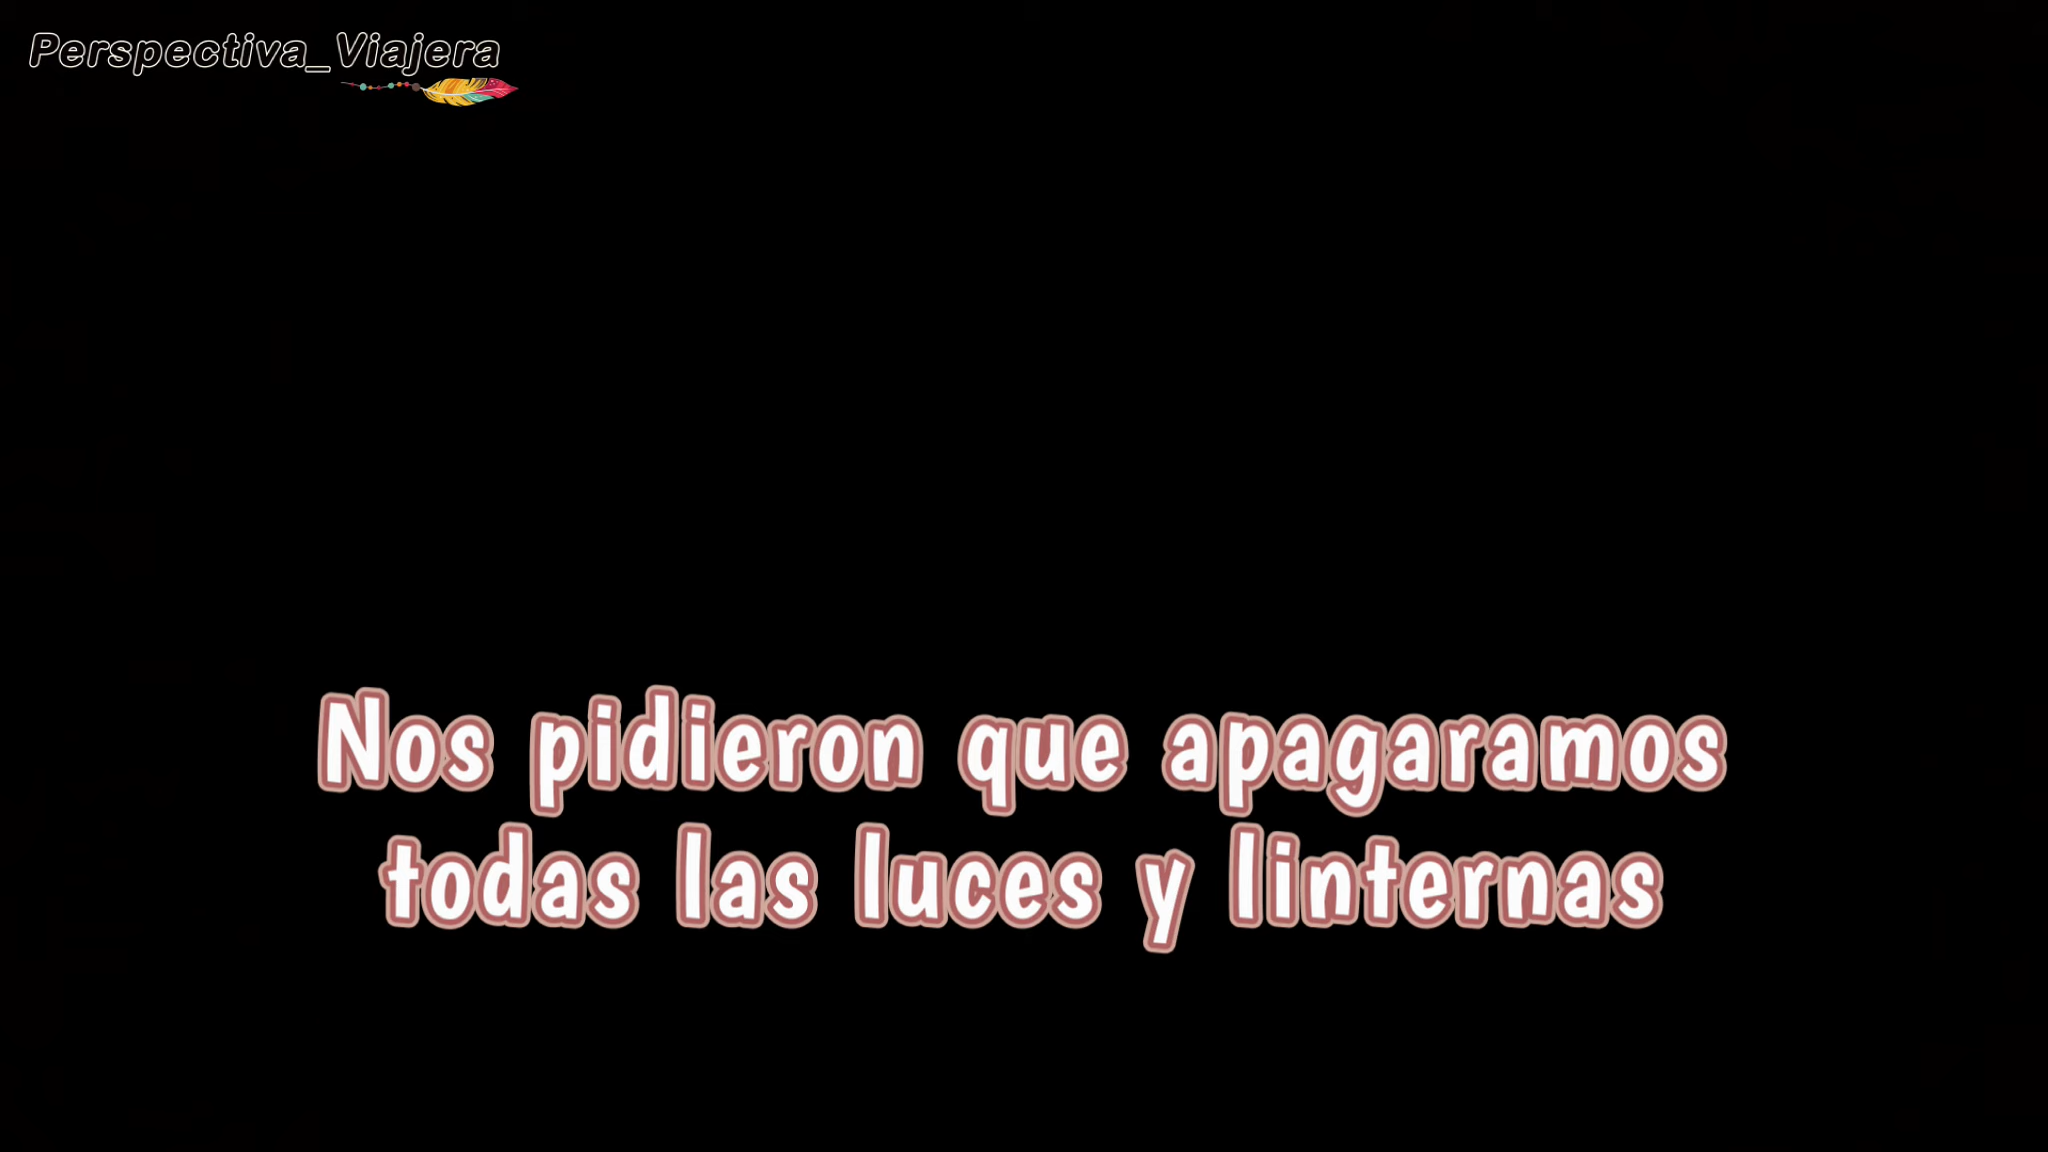 Perspectiva_Viajera
Nos pidieron que apagaramos
todas las luces y linternas